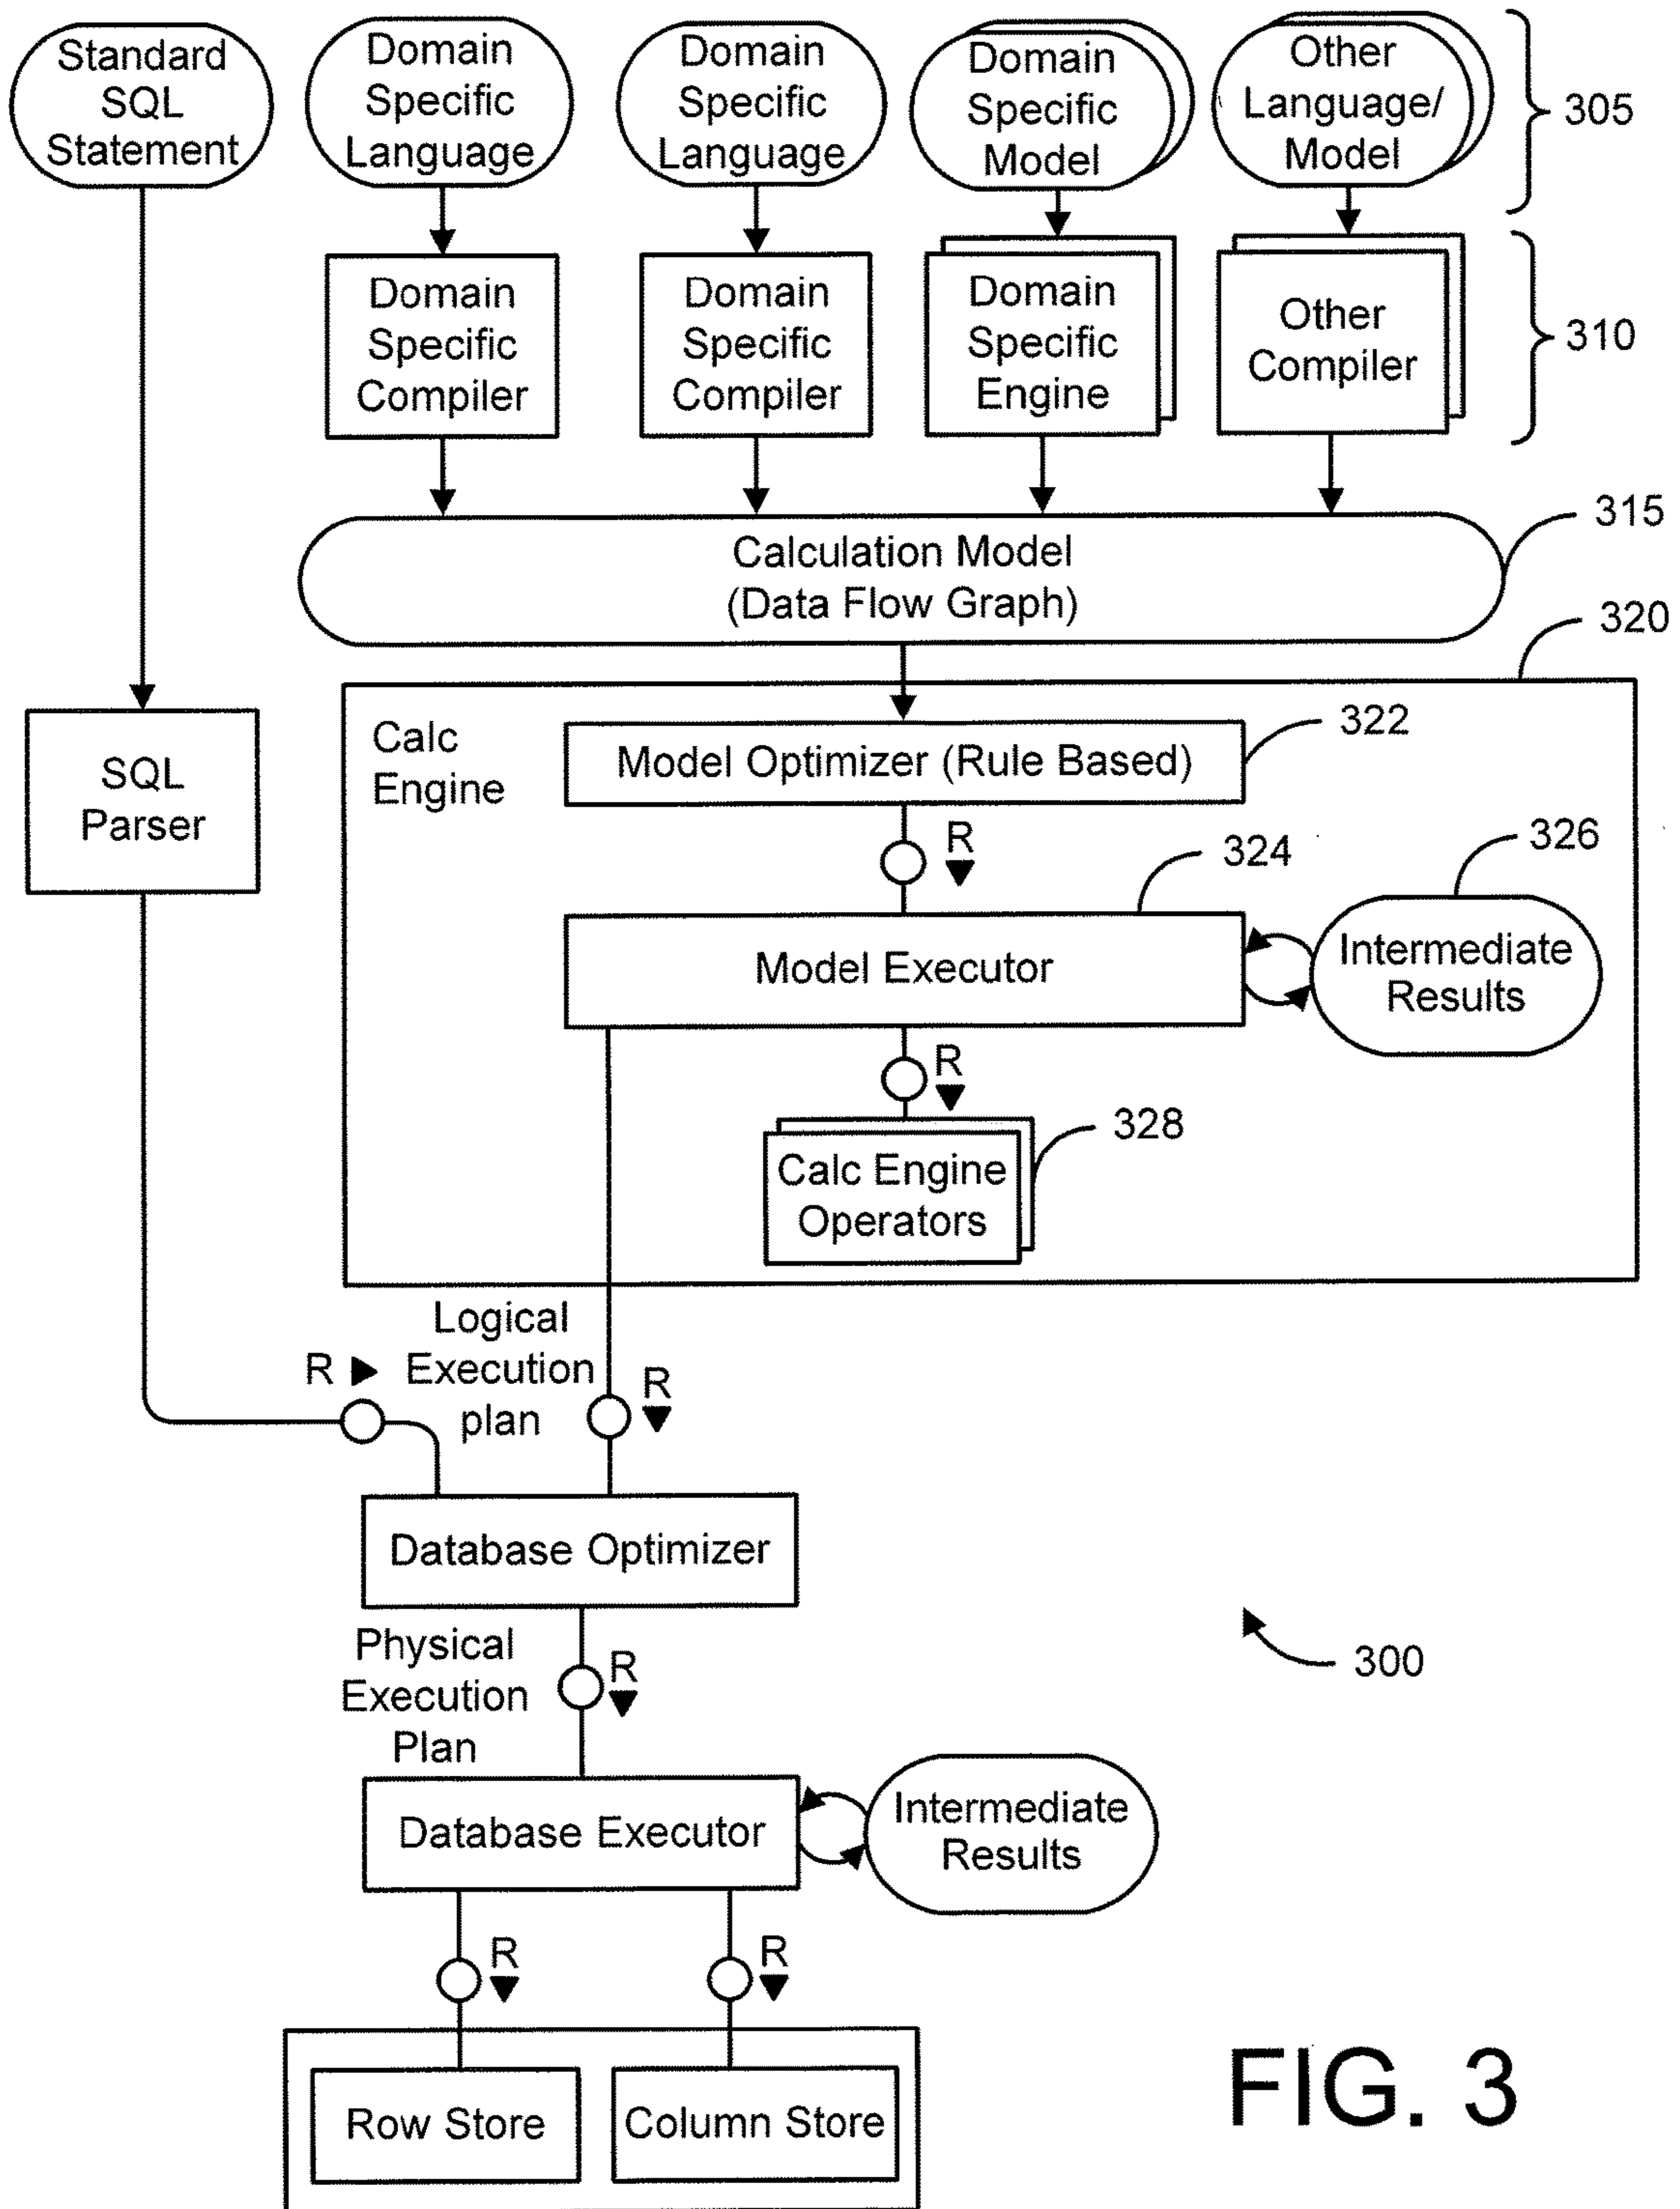 Standard
SQL
Statement
Domain
Specific
Language
Domain
Specific
Language
Domain
Specific
Model
Other
Language/
Model
305
Domain
Specific
Compiler
Domain
Specific
Compiler
Domain
Specific
Engine
Other
Compiler
310
Calculation Model
(Data Flow Graph)
315
320
SQL
Parser
Calc
Engine
Model Optimizer (Rule Based)
322
R
324
326
Model Executor
Intermediate
Results
R
328
Calc Engine
Operators
Logical
Execution
plan
R
R
Database Optimizer
Physical
Execution
Plan
R
300
Database Executor
Intermediate
Results
R
R
Row Store
Column Store
FIG. 3